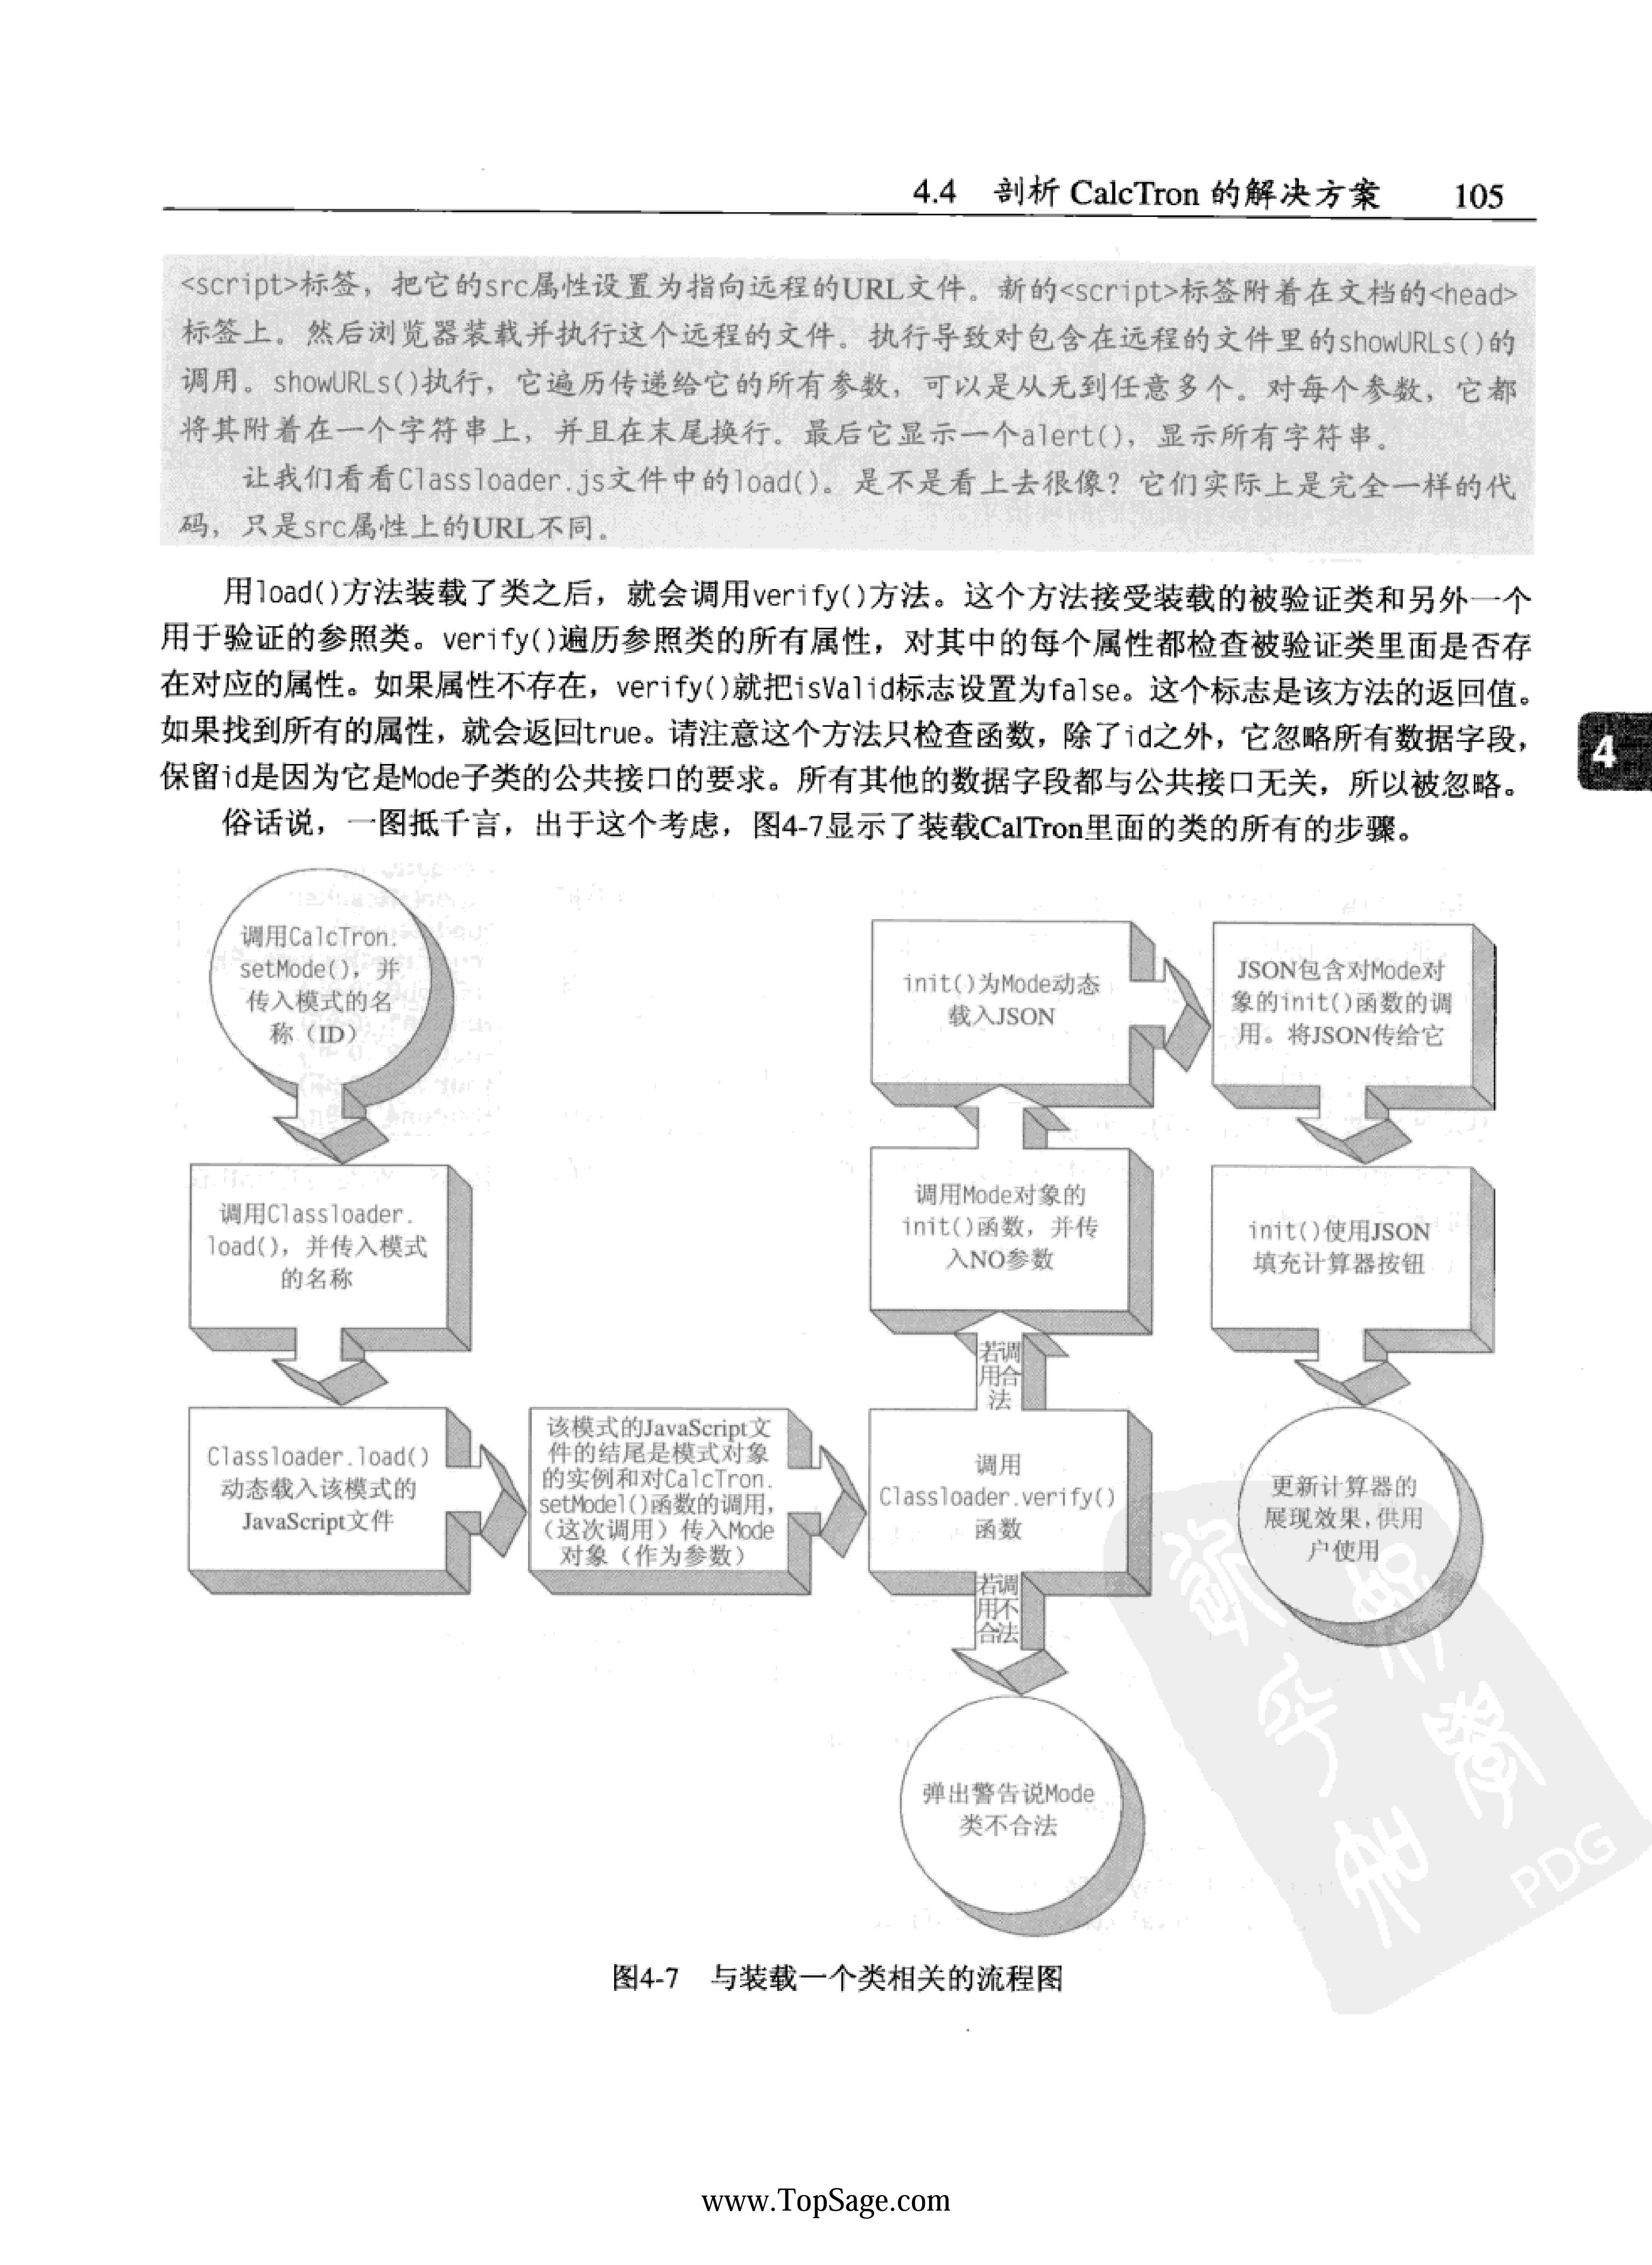 4.4 剖析 CalcTron 的解决方案 105
<script>标签，把它的src属性设置为指向远程的URL文件。新的<script>标签附着在文档的<head>
标签上。然后浏览器装载并执行这个远程的文件。执行导致对包含在远程的文件里的showURLs()的
调用。showURLs()执行，它遍历传递给它的所有参数，可以是从无到任意多个。对每个参数，它都
将其附着在一个字符串上，并且在末尾换行。最后它显示一个alert()，显示所有字符串。
让我们看看Classloader.js文件中的load()。是不是看上去很像？它们实际上是完全一样的代
码，只是src属性上的URL不同。
用load()方法装载了类之后，就会调用verify()方法。这个方法接受装载的被验证类和另外一个
用于验证的参照类。verify()遍历参照类的所有属性，对其中的每个属性都检查被验证类里面是否存
在对应的属性。如果属性不存在，verify()就把isValid标志设置为false。这个标志是该方法的返回值。
如果找到所有的属性，就会返回true。请注意这个方法只检查函数，除了id之外，它忽略所有数据字段，
保留id是因为它是Mode子类的公共接口的要求。所有其他的数据字段都与公共接口无关，所以被忽略。
4
俗话说，一图抵千言，出于这个考虑，图4-7显示了装载CalTron里面的类的所有的步骤。
调用CalcTron.
setMode()，并
传入模式的名
称（ID）
调用Classloader.
load()，并传入模式
的名称
Classloader.load()
动态载入该模式的
JavaScript文件
该模式的JavaScript文
件的结尾是模式对象
的实例和对CalcTron.
setModel()函数的调用，
（这次调用）传入Mode
对象（作为参数）
调用
Classloader.verify()
函数
若调
用不
合法
弹出警告说Mode
类不合法
若调
用合
法
调用Mode对象的
init()函数，并传
入NO参数
init()为Mode动态
载入JSON
JSON包含对Mode对
象的init()函数的调
用。将JSON传给它
init()使用JSON
填充计算器按钮
更新计算器的
展现效果，供用
户使用
PDG
图4-7 与装载一个类相关的流程图
www.TopSage.com